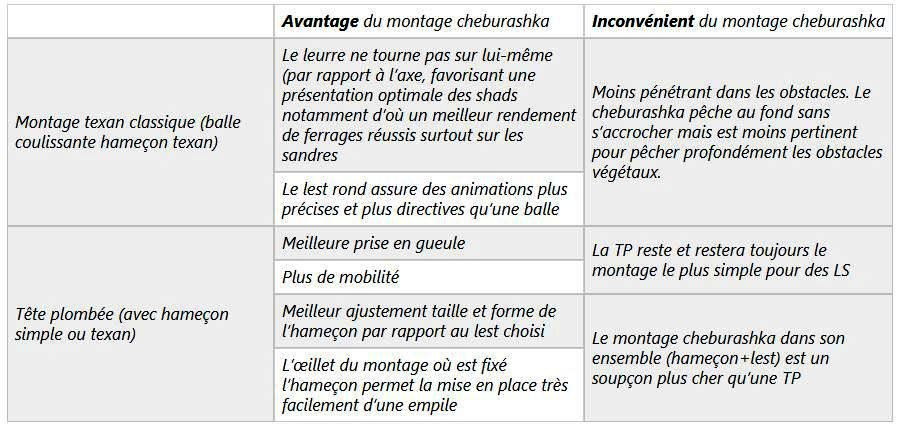 Avantage du montage cheburashka
Inconvénient du montage cheburashka
Montage texan classique (balle
coulissante hameçon texan)
Le leurre ne tourne pas sur lui-même
(par rapport à l’axe, favorisant une
présentation optimale des shads
notamment d’où un meilleur rendement
de ferrages réussis surtout sur les
sandres
Le lest rond assure des animations plus
précises et plus directives qu’une balle
Moins pénétrant dans les obstacles. Le
cheburashka pêche au fond sans
s’accrocher mais est moins pertinent
pour pêcher profondément les obstacles
végétaux.
Tête plombée (avec hameçon
simple ou texan)
Meilleure prise en gueule
Plus de mobilité
Meilleur ajustement taille et forme de
l’hameçon par rapport au lest choisi
L’œillet du montage où est fixé
l’hameçon permet la mise en place très
facilement d’une empile
La TP reste et restera toujours le
montage le plus simple pour des LS
Le montage cheburashka dans son
ensemble (hameçon+lest) est un
soupçon plus cher qu’une TP